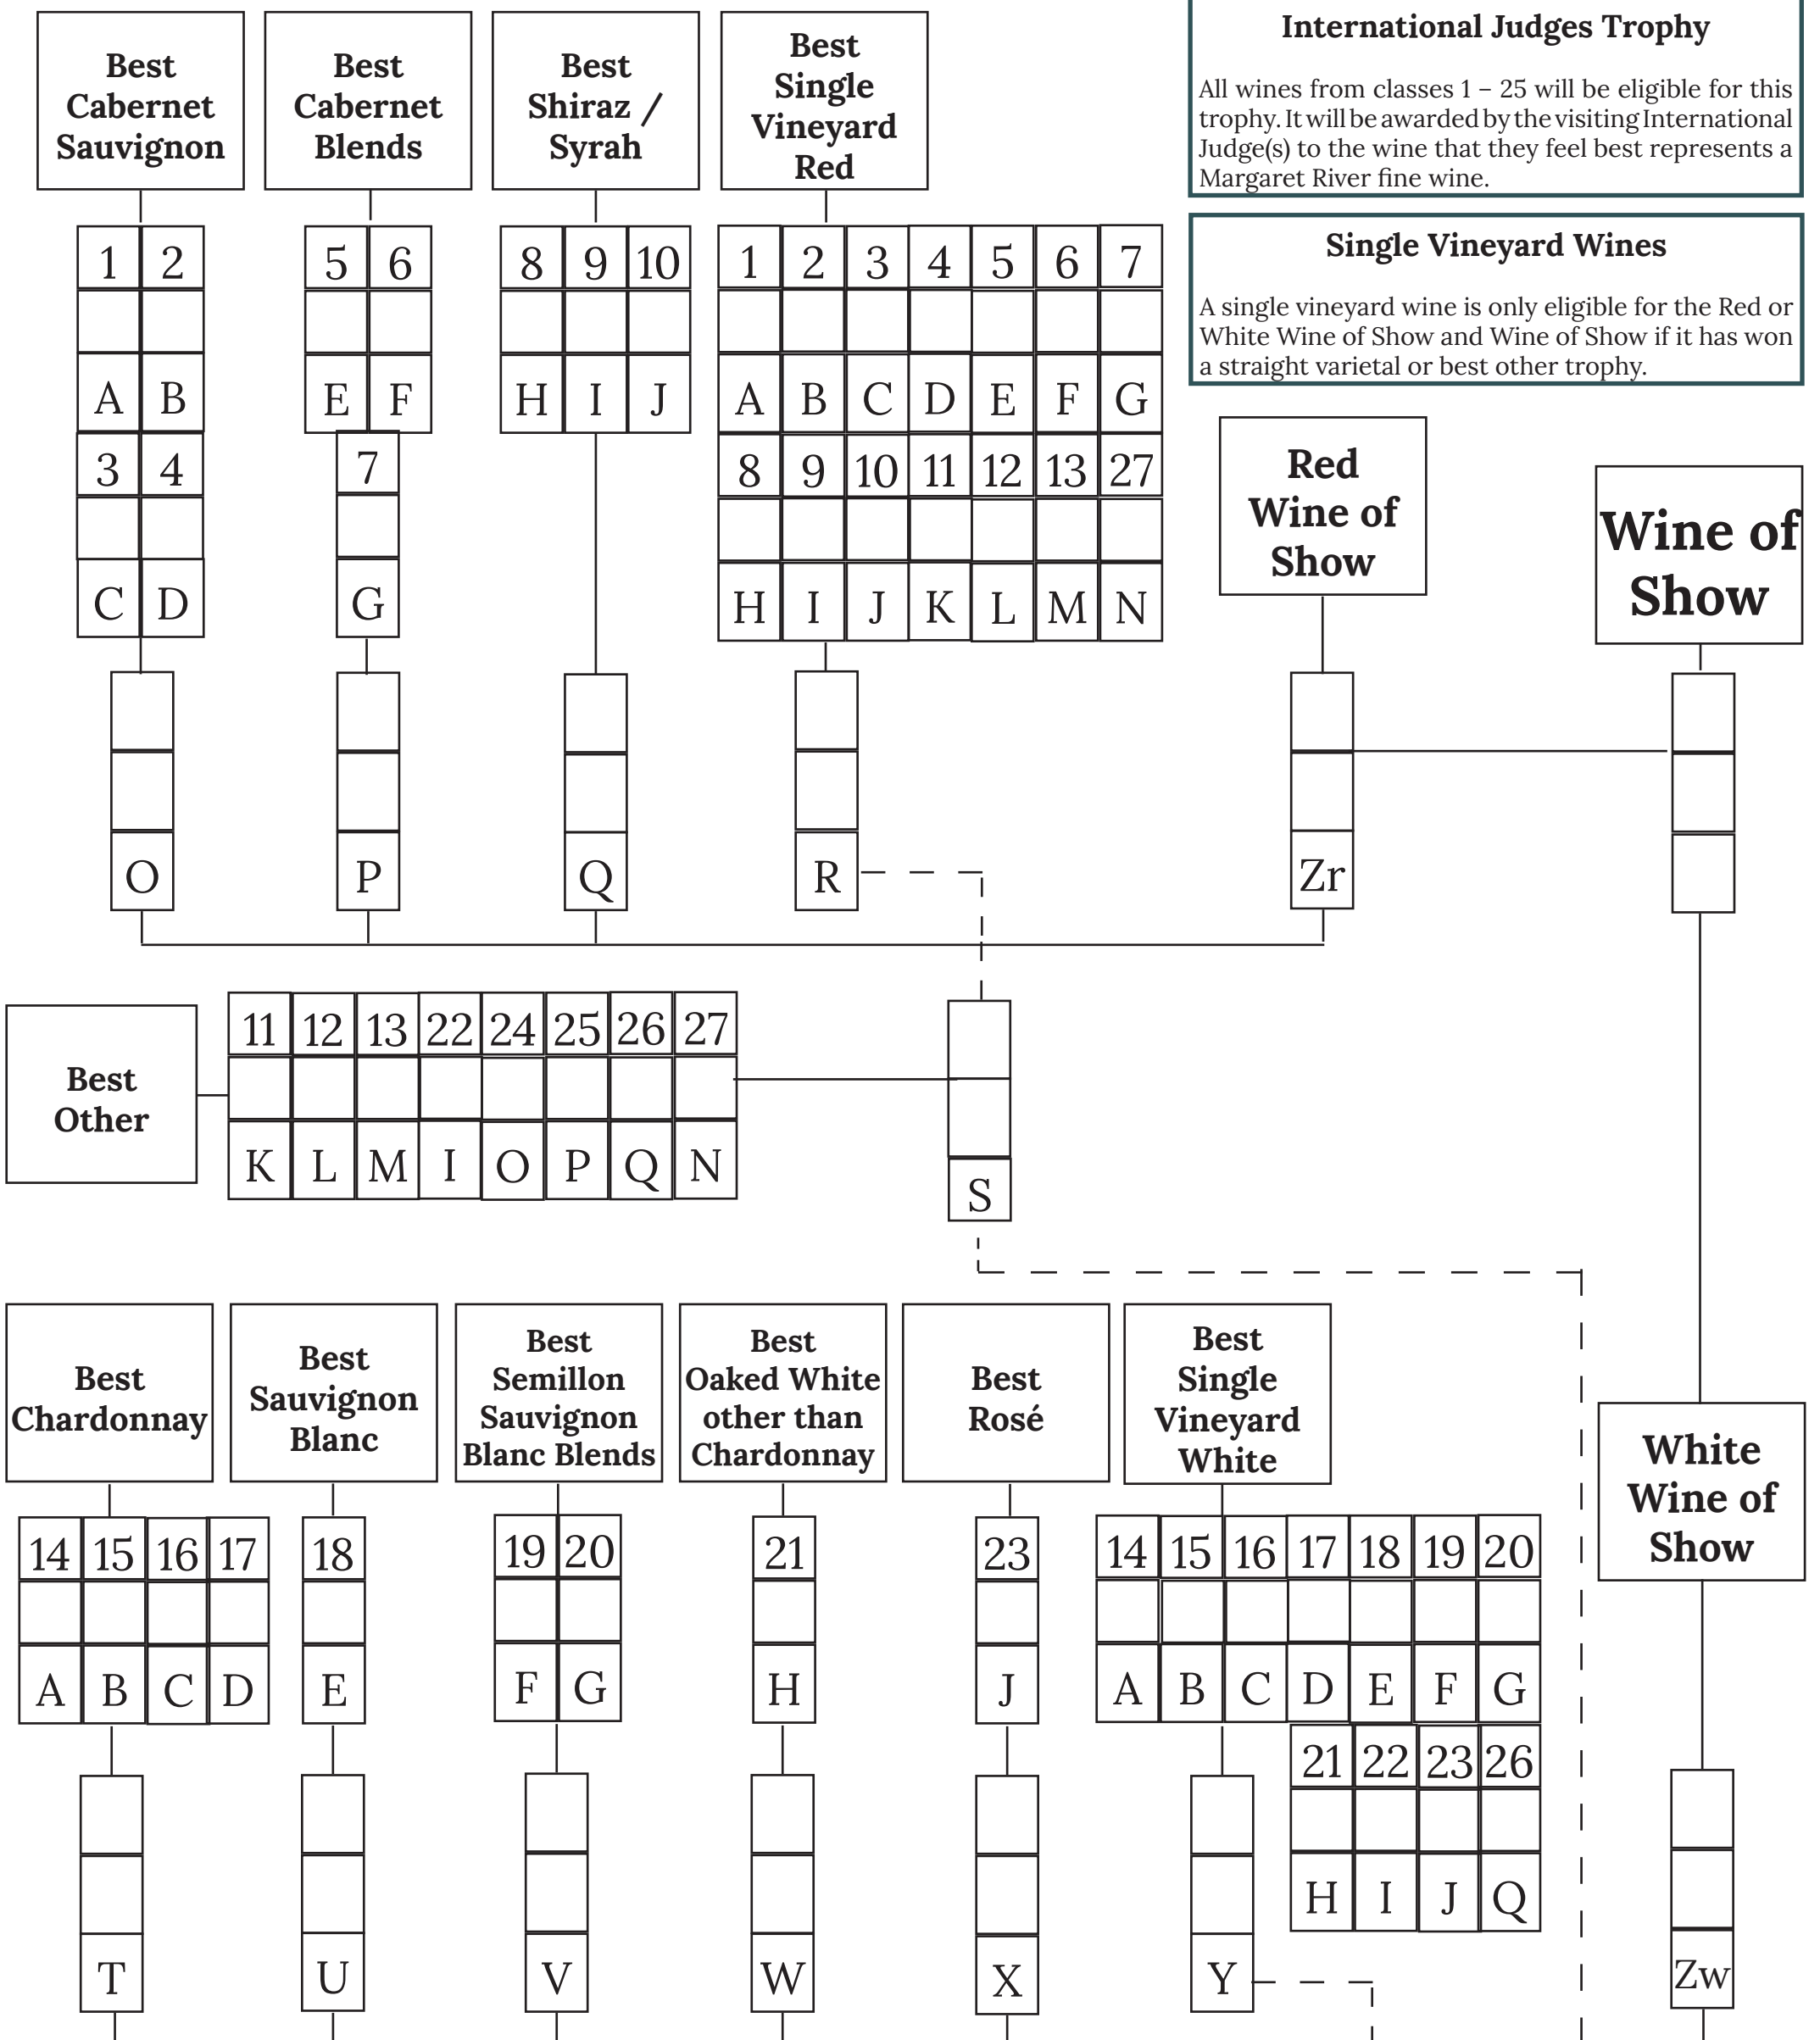 Best
Cabernet
Sauvignon
Best
Cabernet
Blends
Best
Shiraz /
Syrah
Best
Single
Vineyard
Red
International Judges Trophy
All wines from classes 1 – 25 will be eligible for this
trophy. It will be awarded by the visiting International
Judge(s) to the wine that they feel best represents a
Margaret River fine wine.
Single Vineyard Wines
A single vineyard wine is only eligible for the Red or
White Wine of Show and Wine of Show if it has won
a straight varietal or best other trophy.
1 2
A B
3 4
C D
5 6
E F
7
G
8 9 10
H I J
1 2 3 4 5 6 7
A B C D E F G
8 9 10 11 12 13 27
H I J K L M N
Red
Wine of
Show
Wine of
Show
O
P
Q
R
Zr
Best
Other
11 12 13 22 24 25 26 27
K L M I O P Q N
S
Best
Chardonnay
Best
Sauvignon
Blanc
Best
Semillon
Sauvignon
Blanc Blends
Best
Oaked White
other than
Chardonnay
Best
Rosé
Best
Single
Vineyard
White
White
Wine of
Show
14 15 16 17
A B C D
18
E
19 20
F G
21
H
23
J
14 15 16 17 18 19 20
A B C D E F G
21 22 23 26
H I J Q
T
U
V
W
X
Y
Zw